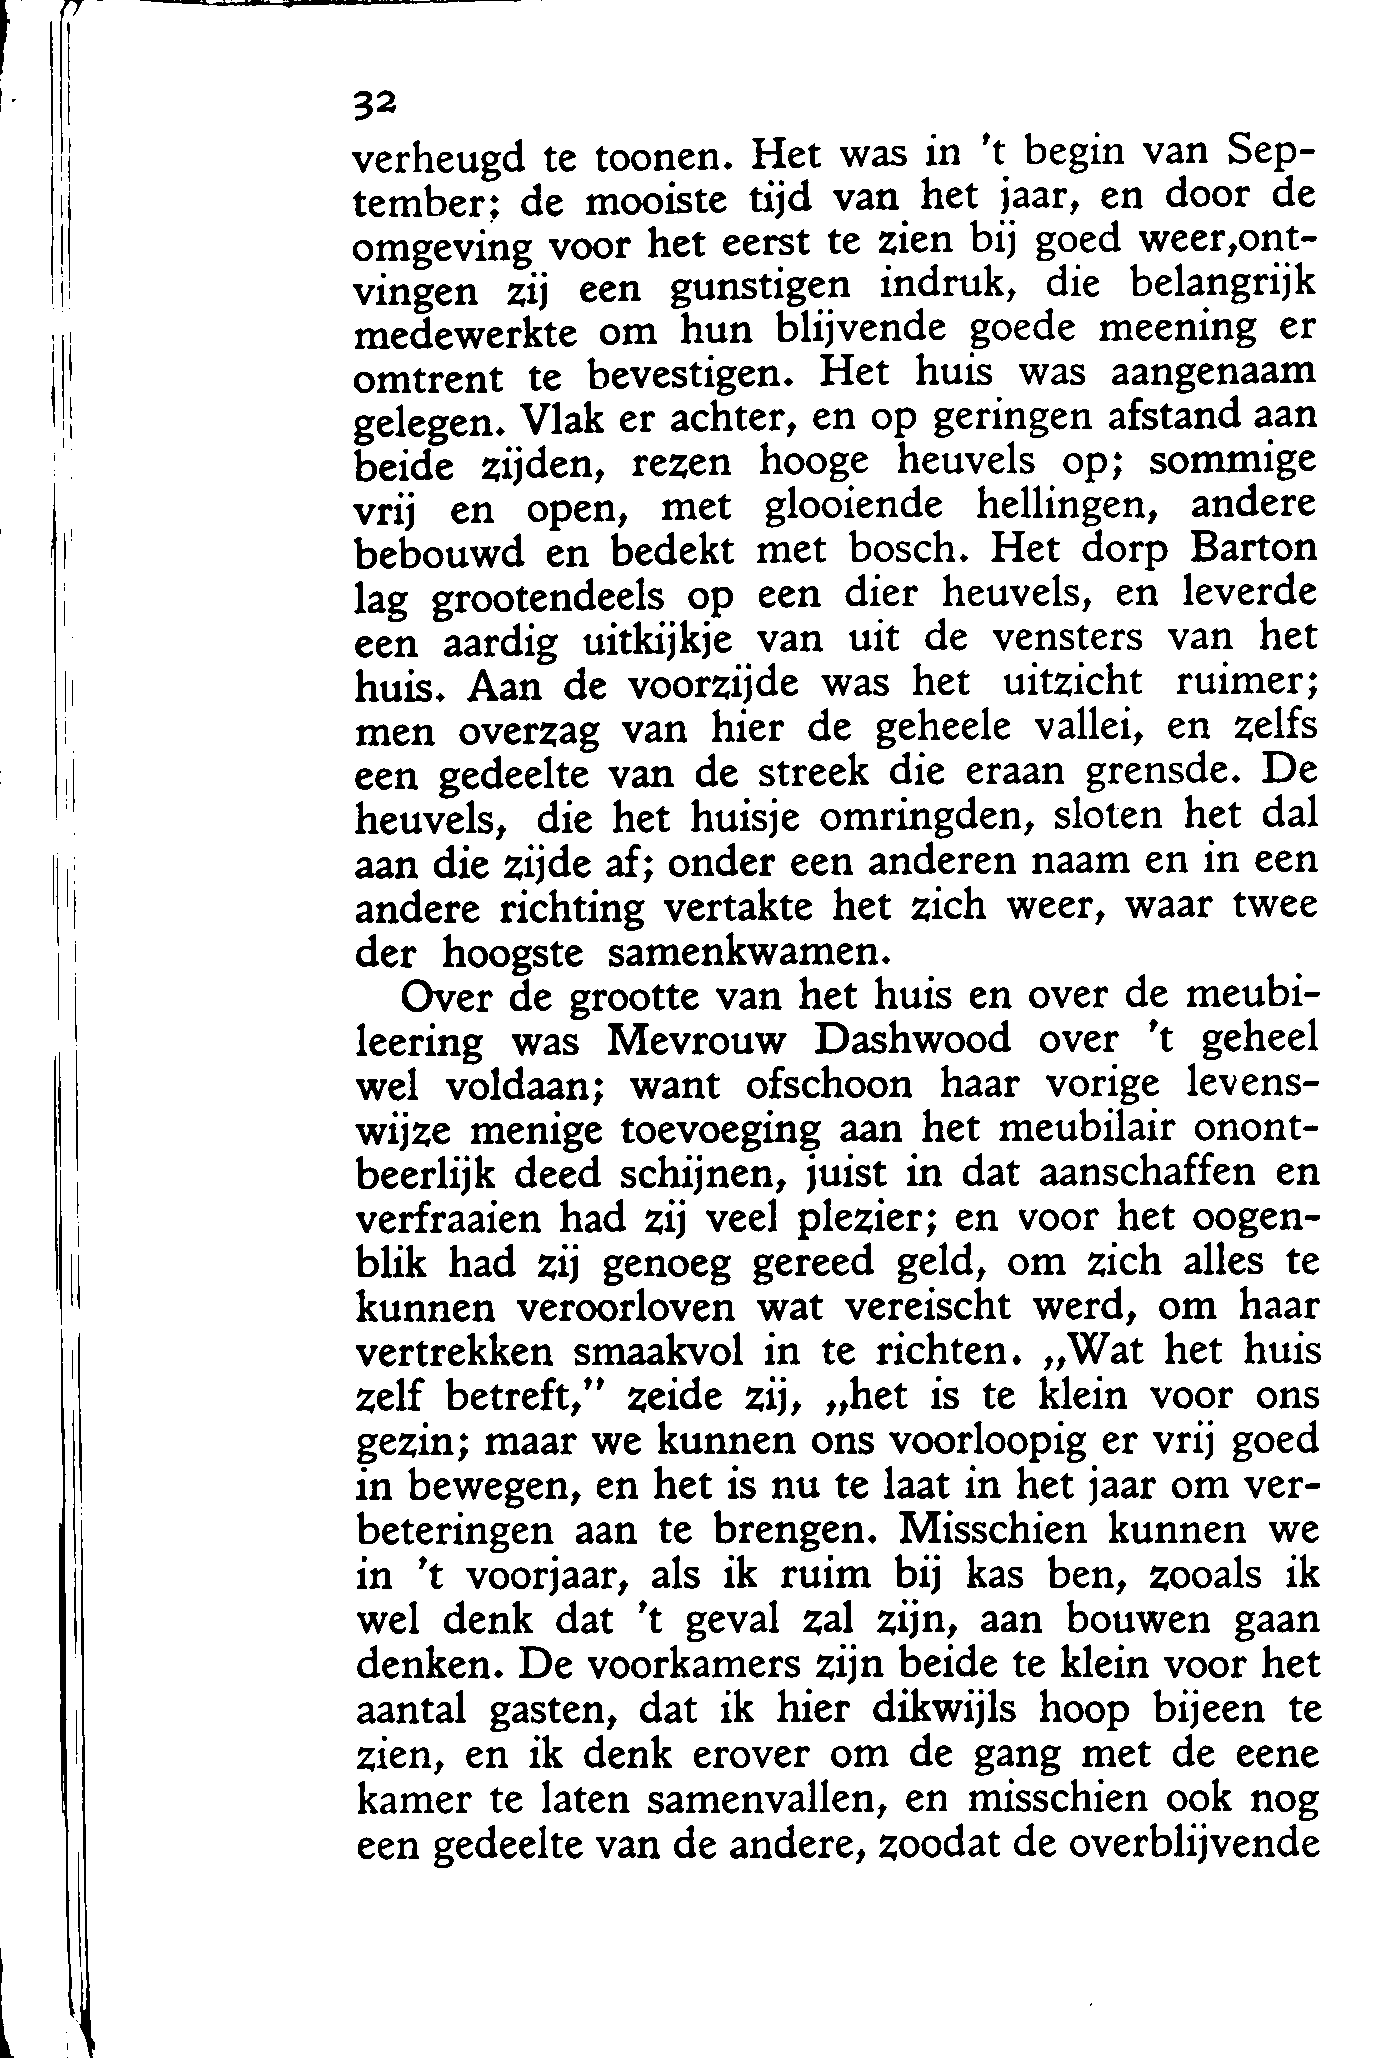 32
verheugd te toonen. Het was in 't begin van Sep-
tember; de mooiste tijd van het jaar, en door de
omgeving voor het eerst te zien bij goed weer,ont-
vingen zij een gunstigen indruk, die belangrijk
medewerkte om hun blijvende goede meening er
omtrent te bevestigen. Het huis was aangenaam
gelegen. Vlak er achter, en op geringen afstand aan
beide zijden, rezen hooge heuvels op; sommige
vrij en open, met glooiende hellingen, andere
bebouwd en bedekt met bosch. Het dorp Barton
lag grootendeels op een dier heuvels, en leverde
een aardig uitkijkje van uit de vensters van het
huis. Aan de voorzijde was het uitzicht ruimer;
men overzag van hier de geheele vallei, en zelfs
een gedeelte van de streek die eraan grensde. De
heuvels, die het huisje omringden, sloten het dal
aan die zijde af; onder een anderen naam en in een
andere richting vertakte het zich weer, waar twee
der hoogste samenkwamen.
Over de grootte van het huis en over de meubi-
leering was Mevrouw Dashwood over 't geheel
wel voldaan; want ofschoon haar vorige levens-
wijze menige toevoeging aan het meubilair onont-
beerlijk deed schijnen, juist in dat aanschaffen en
verfraaien had zij veel plezier; en voor het oogen-
blik had zij genoeg gereed geld, om zich alles te
kunnen veroorloven wat vereischt werd, om haar
vertrekken smaakvol in te richten. „Wat het huis
zelf betreft,” zeide zij, „het is te klein voor ons
gezin; maar we kunnen ons voorloopig er vrij goed
in bewegen, en het is nu te laat in het jaar om ver-
beteringen aan te brengen. Misschien kunnen we
in 't voorjaar, als ik ruim bij kas ben, zooals ik
wel denk dat 't geval zal zijn, aan bouwen gaan
denken. De voorkamers zijn beide te klein voor het
aantal gasten, dat ik hier dikwijls hoop bijeen te
zien, en ik denk erover om de gang met de eene
kamer te laten samenvallen, en misschien ook nog
een gedeelte van de andere, zoodat de overblijvende